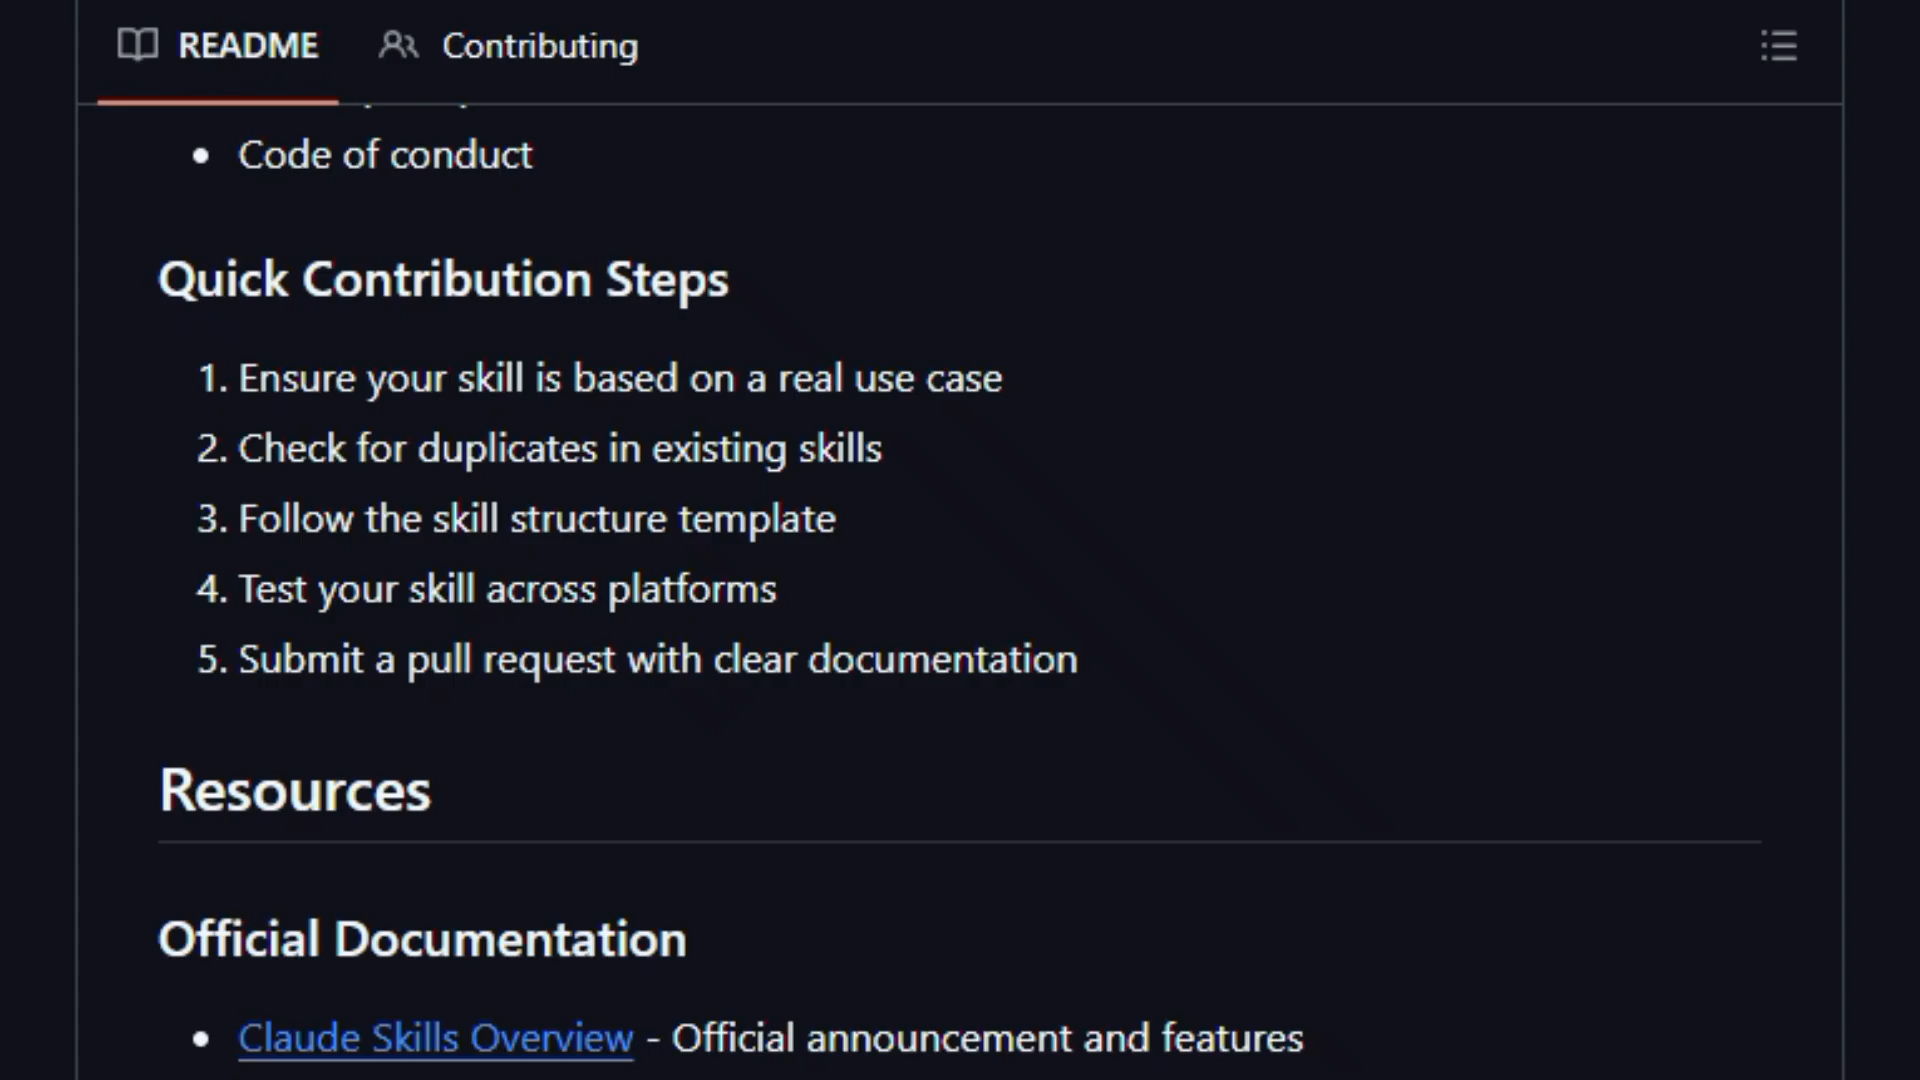 README Contributing
• Code of conduct
Quick Contribution Steps
1. Ensure your skill is based on a real use case
2. Check for duplicates in existing skills
3. Follow the skill structure template
4. Test your skill across platforms
5. Submit a pull request with clear documentation
Resources
Official Documentation
• Claude Skills Overview - Official announcement and features